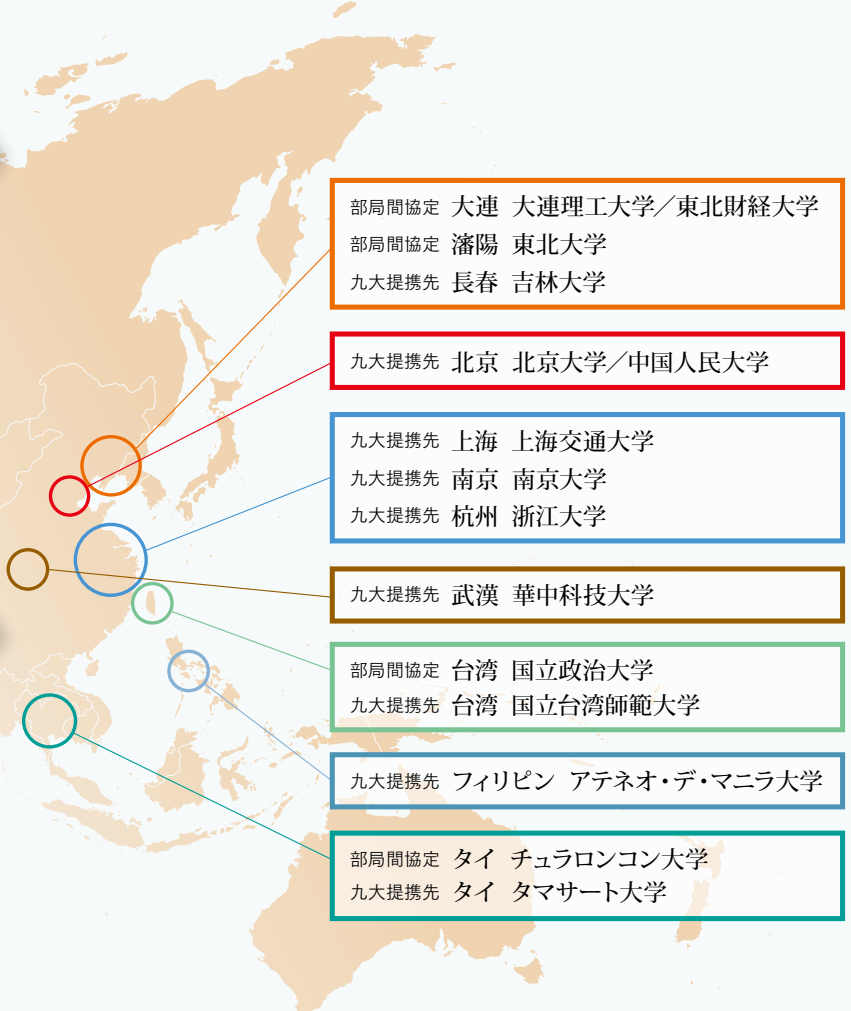 部局間協定 大連 大連理工大学／東北財経大学
部局間協定 瀋陽 東北大学
九大提携先 長春 吉林大学
九大提携先 北京 北京大学／中国人民大学
九大提携先 上海 上海交通大学
九大提携先 南京 南京大学
九大提携先 杭州 浙江大学
九大提携先 武漢 華中科技大学
部局間協定 台湾 国立政治大学
九大提携先 台湾 国立台湾師範大学
九大提携先 フィリピン アテネオ・デ・マニラ大学
部局間協定 タイ チュラロンコン大学
九大提携先 タイ タマサート大学